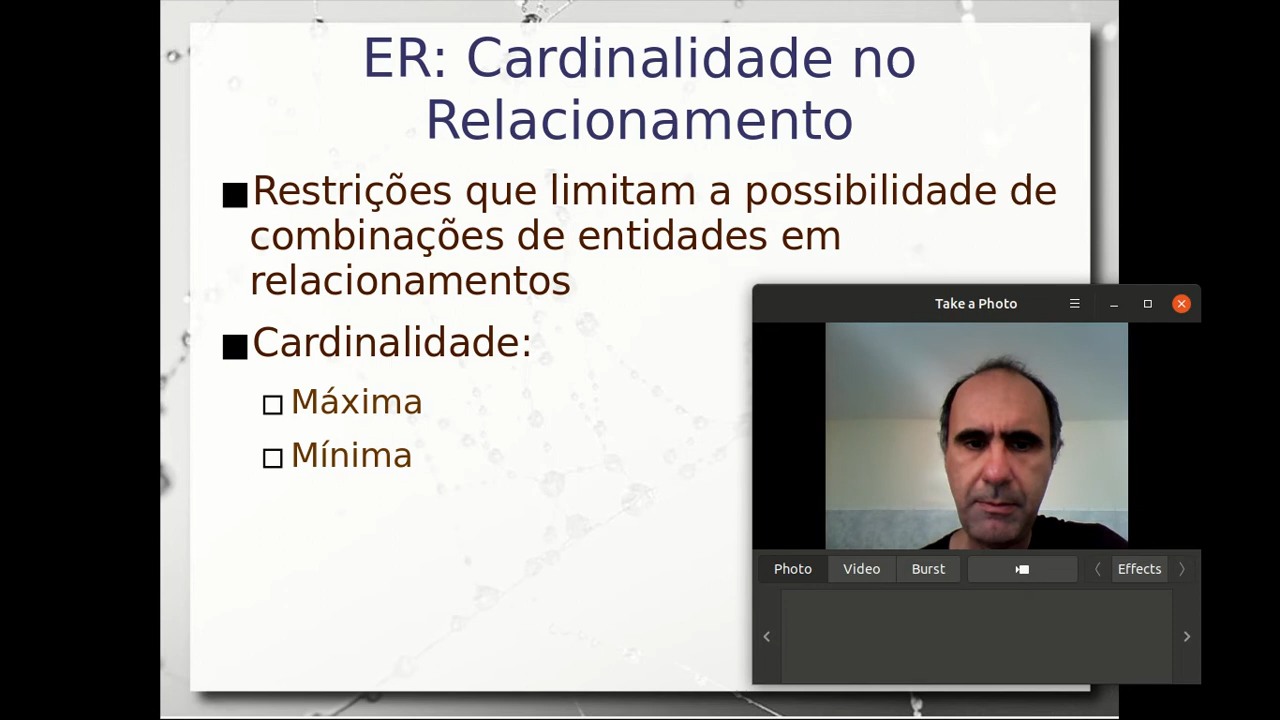 ER: Cardinalidade no
Relacionamento
Restrições que limitam a possibilidade de
combinações de entidades em
relacionamentos
Cardinalidade:
Máxima
Mínima
Take a Photo
Photo Video Burst Effects